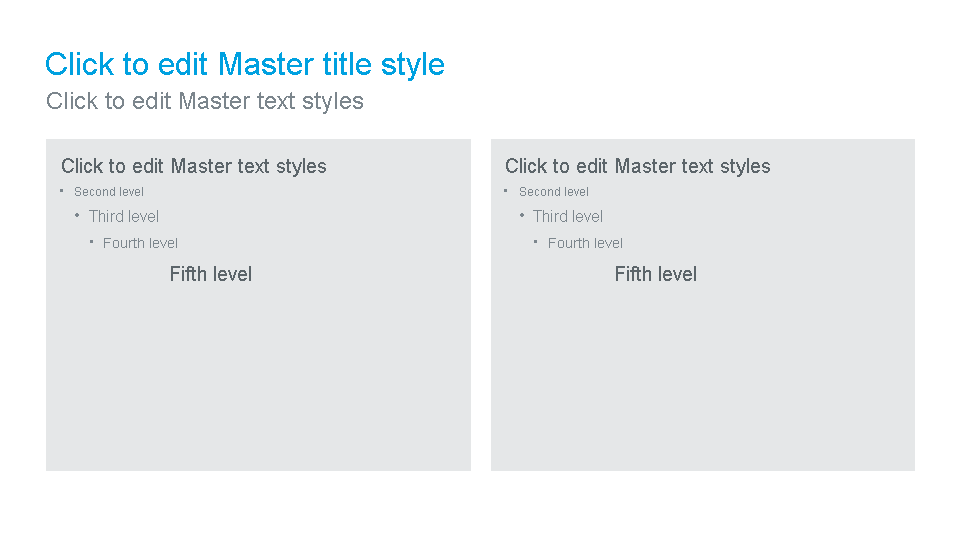 Click to edit Master title style
Click to edit Master text styles
Click to edit Master text styles
• Second level
• Third level
• Fourth level
Fifth level
Click to edit Master text styles
• Second level
• Third level
• Fourth level
Fifth level